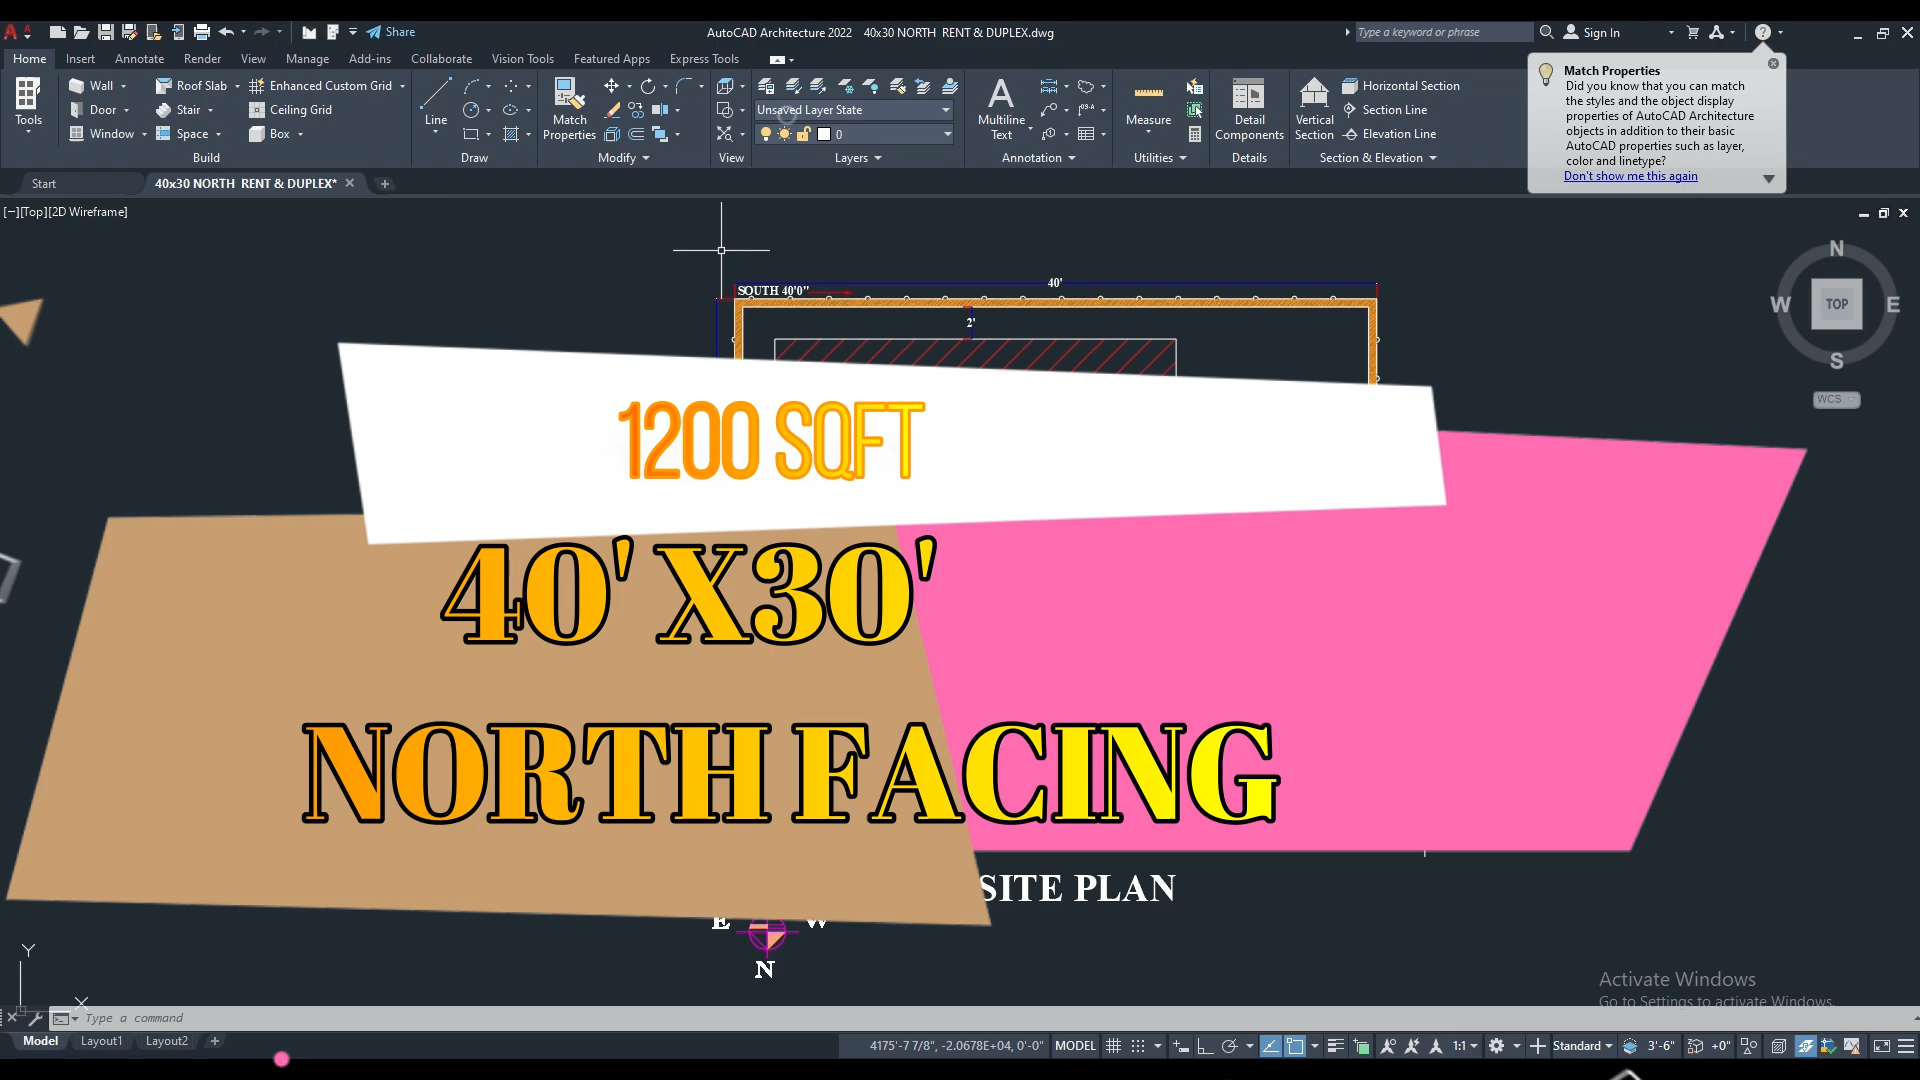 Share
AutoCAD Architecture 2022 40x30 NORTH RENT & DUPLEX.dwg
Type a keyword or phrase
Sign In
Home Insert Annotate Render View Manage Add-ins Collaborate Vision Tools Featured Apps Express Tools
Tools
Wall
Door
Window
Roof Slab
Stair
Space
Enhanced Custom Grid
Ceiling Grid
Box
Build
Line
Draw
Match
Properties
Modify
View
Unsaved Layer State
0
Layers
Multiline
Text
Annotation
Measure
Utilities
Detail
Components
Details
Vertical
Section
Horizontal Section
Section Line
Elevation Line
Section & Elevation
Match Properties
Did you know that you can match
the styles and the object display
properties of AutoCAD Architecture
objects in addition to their basic
AutoCAD properties such as layer,
color and linetype?
Don't show me this again
Start
40x30 NORTH RENT & DUPLEX*
[−][Top][2D Wireframe]
N
W TOP E
S
WCS
40'
SOUTH 40'0"
2'
1200 SQFT
40' X30'
NORTH FACING
SITE PLAN
E W
N
Y
X
Activate Windows
Go to Settings to activate Windows.
Type a command
Model Layout1 Layout2
4175'-7 7/8", -2.0678E+04, 0'-0" MODEL 1:1 Standard 3'-6" +0"